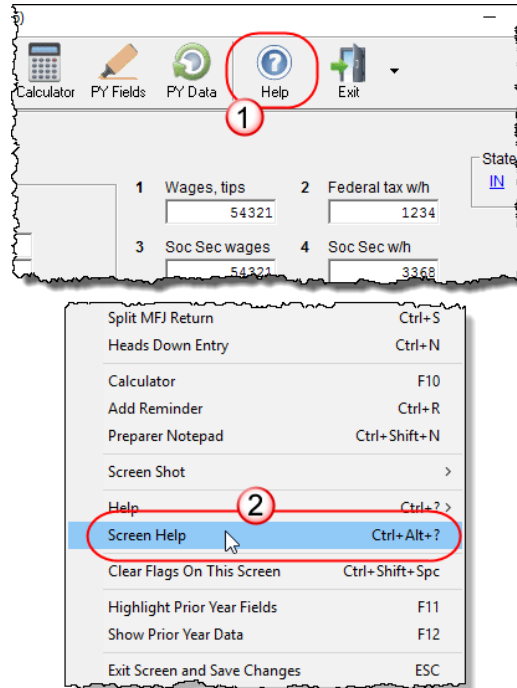 Calculator PY Fields PY Data Help Exit
1
State
IN
1 Wages, tips 2 Federal tax w/h
54321 1234
3 Soc Sec wages 4 Soc Sec w/h
54321 3368
Split MFJ Return Ctrl+S
Heads Down Entry Ctrl+N
Calculator F10
Add Reminder Ctrl+R
Preparer Notepad Ctrl+Shift+N
Screen Shot >
Help Ctrl+? >
2
Screen Help Ctrl+Alt+?
Clear Flags On This Screen Ctrl+Shift+Spc
Highlight Prior Year Fields F11
Show Prior Year Data F12
Exit Screen and Save Changes ESC